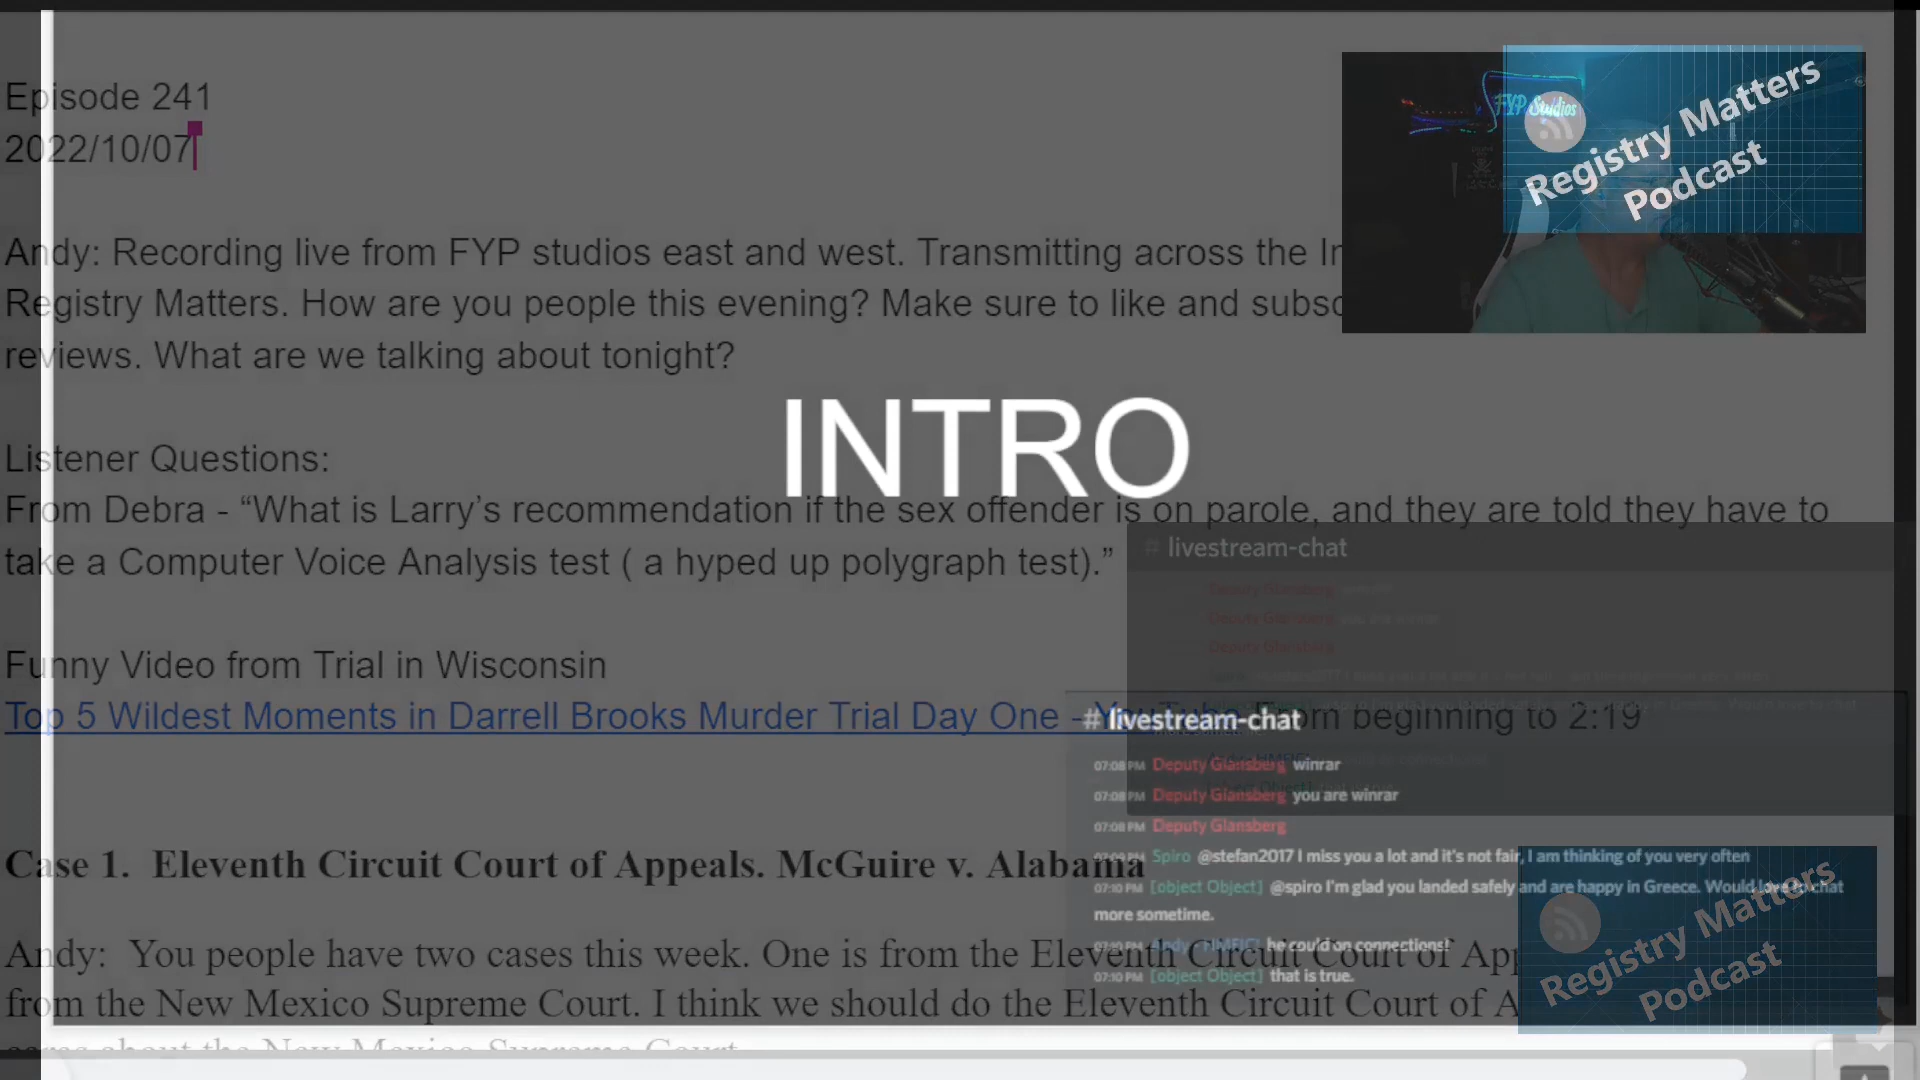 Episode 241
2022/10/07
FYP Studios
Registry Matters
Podcast
Andy: Recording live from FYP studios east and west. Transmitting across the
Registry Matters. How are you people this evening? Make sure to like and
reviews. What are we talking about tonight?
INTRO
Listener Questions:
From Debra - “What is Larry’s recommendation if the sex offender is on parole, and they are told they have to
take a Computer Voice Analysis test ( a hyped up polygraph test).”
# livestream-chat
Funny Video from Trial in Wisconsin
Top 5 Wildest Moments in Darrell Brooks Murder Trial Day One - beginning to 2:19
# livestream-chat
07:08 PM Deputy Glansberg winrar
07:08 PM Deputy Glansberg you are winrar
07:08 PM Deputy Glansberg
Spiro @stefan2017 I miss you a lot and it's not fair, I am thinking of you very often
07:10 PM [object Object] @spiro I'm glad you landed safely and are happy in Greece. Would love to chat
more sometime.
Andy - HMFIC! he could on connections!
07:10 PM [object Object] that is true.
Case 1. Eleventh Circuit Court of Appeals. McGuire v. Alabama
Andy: You people have two cases this week. One is from the Eleventh Circuit Court of
from the New Mexico Supreme Court. I think we should do the Eleventh Circuit Court of
cares about the New Mexico Supreme Court
Registry Matters
Podcast